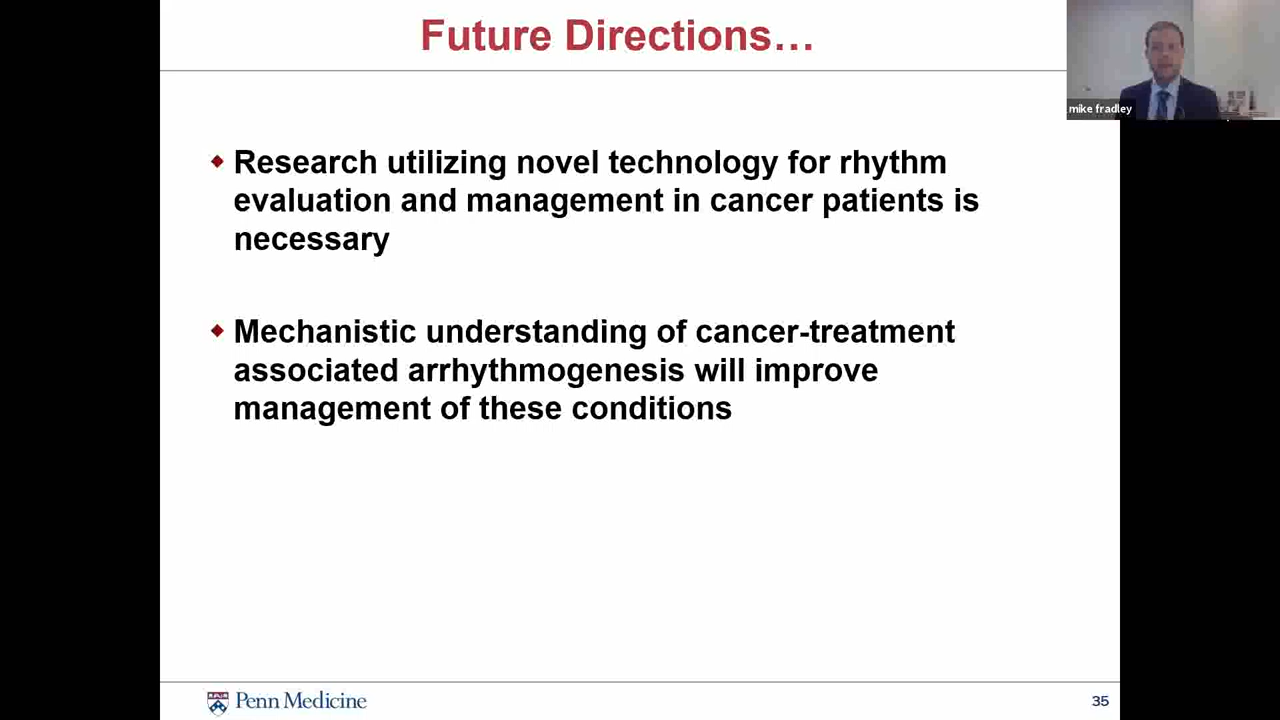 Future Directions…
mike fradley
Research utilizing novel technology for rhythm
evaluation and management in cancer patients is
necessary
Mechanistic understanding of cancer-treatment
associated arrhythmogenesis will improve
management of these conditions
Penn Medicine
35